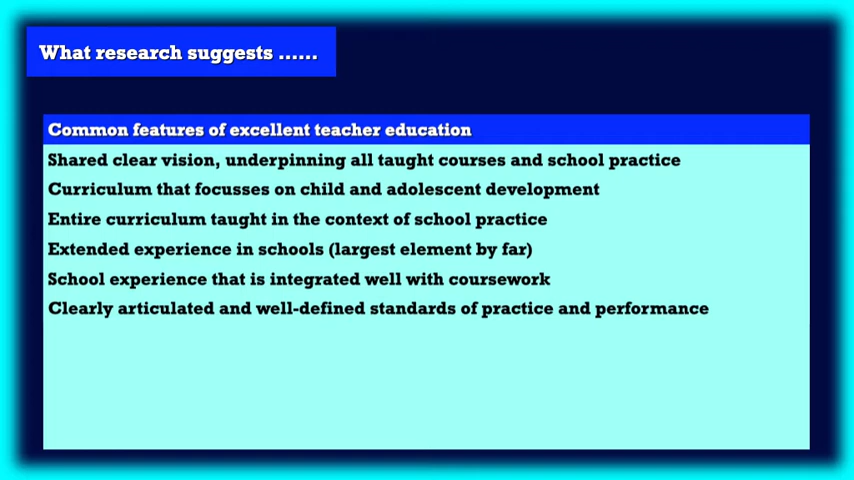 What research suggests ......
Common features of excellent teacher education
Shared clear vision, underpinning all taught courses and school practice
Curriculum that focusses on child and adolescent development
Entire curriculum taught in the context of school practice
Extended experience in schools (largest element by far)
School experience that is integrated well with coursework
Clearly articulated and well-defined standards of practice and performance